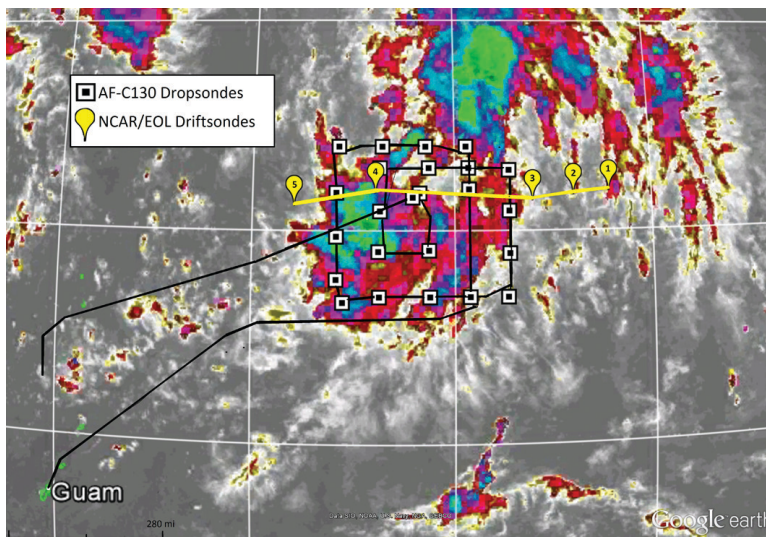 AF-C130 Dropsondes
NCAR/EOL Driftsondes
5
4
3
2
1
Guam
280 mi
Google earth